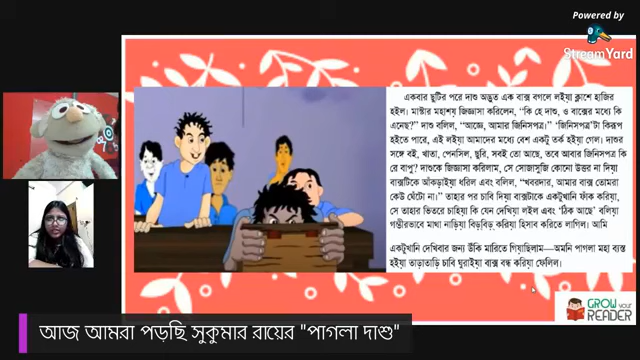 Powered by
StreamYard
একবার ছুটির পরে দাশু অদ্ভুত এক বাক্স বগলে লইয়া ক্লাশে হাজির
হইল। মাস্টার মহাশয় জিজ্ঞাসা করিলেন, “কি হে দাশু, ও বাক্সের মধ্যে কি
এনেছ?” দাশু বলিল, “আজ্ঞে, আমার জিনিসপত্র।” ‘জিনিসপত্র’টা কিরূপ
হইতে পারে, এই লইয়া আমাদের মধ্যে বেশ একটু তর্ক হইয়া গেল। দাশুর
সঙ্গে বই, খাতা, পেনসিল, ছুরি, সবই তো আছে, তবে আবার জিনিসপত্র কি
রে বাপু? দাশুকে জিজ্ঞাসা করিলাম, সে সোজাসুজি কোনো উত্তর না দিয়া
বাক্সটিকে আঁকড়াইয়া ধরিল এবং বলিল, “খবরদার, আমার বাক্স তোমরা
কেউ ঘেঁটো না।” তাহার পর চাবি দিয়া বাক্সটাকে একটুখানি ফাঁক করিয়া,
সে তাহার ভিতরে চাহিয়া কি যেন দেখিয়া লইল এবং ‘ঠিক আছে’ বলিয়া
গম্ভীরভাবে মাথা নাড়িয়া বিড়বিড় করিয়া হিসাব করিতে লাগিল। আমি
একটুখানি দেখিবার জন্য উঁকি মারিতে গিয়াছিলাম—অমনি পাগলা মহা ব্যস্ত
হইয়া তাড়াতাড়ি চাবি ঘুরাইয়া বাক্স বন্ধ করিয়া ফেলিল।
GROW YOUR
READER
আজ আমরা পড়ছি সুকুমার রায়ের "পাগলা দাশু"